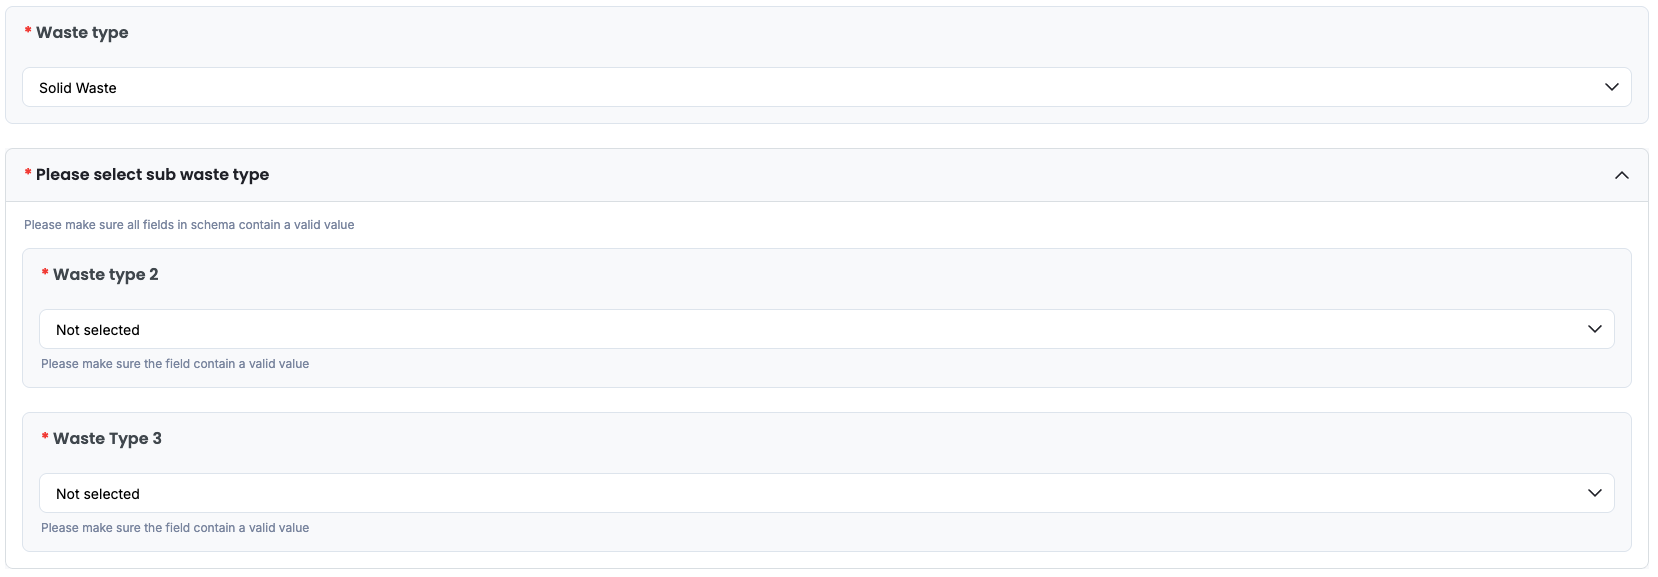 * Waste type
Solid Waste
* Please select sub waste type
Please make sure all fields in schema contain a valid value
* Waste type 2
Not selected
Please make sure the field contain a valid value
* Waste Type 3
Not selected
Please make sure the field contain a valid value